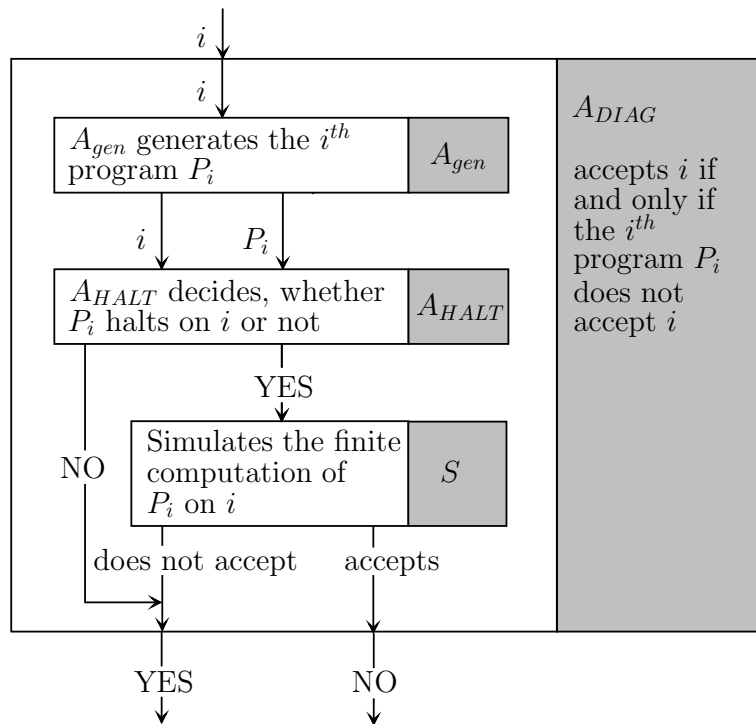 i
i
A_gen generates the i^th
program P_i
A_gen
i
P_i
A_HALT decides, whether
P_i halts on i or not
A_HALT
YES
NO
Simulates the finite
computation of
P_i on i
S
does not accept
accepts
YES
NO
A_DIAG
accepts i if
and only if
the i^th
program P_i
does not
accept i